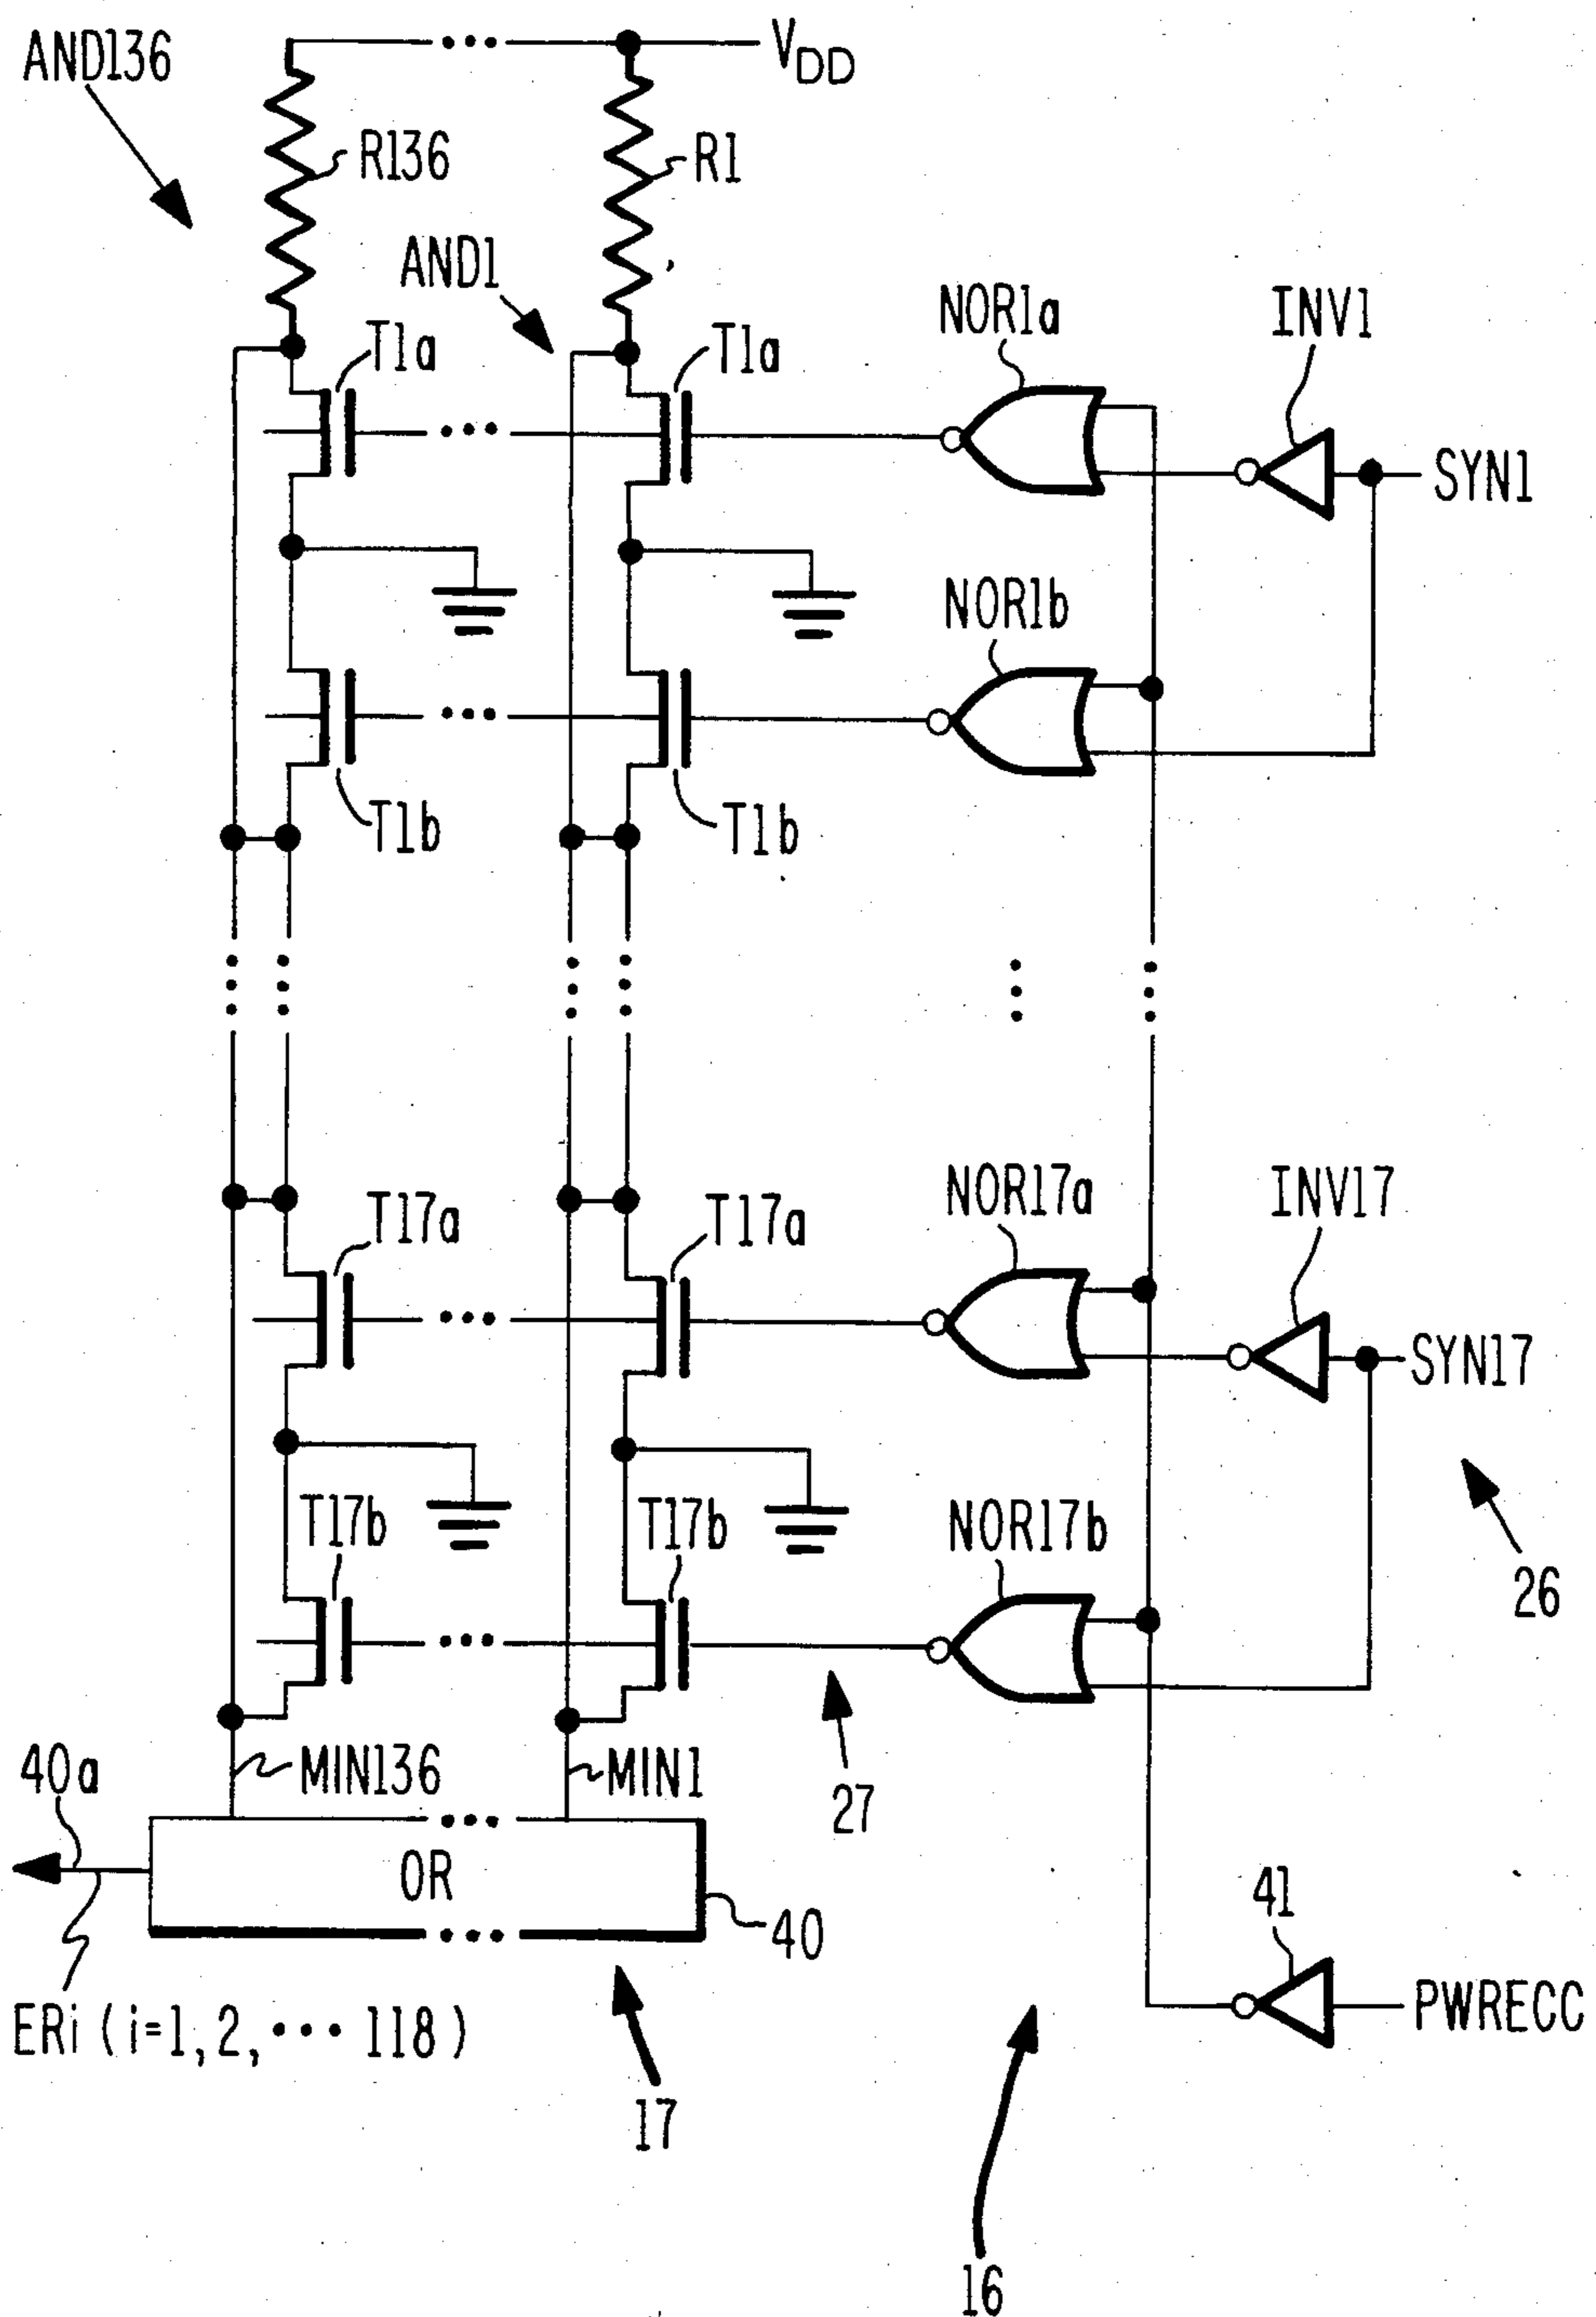 VDD
AND136
R136
R1
AND1
NOR1a
INV1
T1a
T1a
SYN1
NOR1b
T1b
T1b
NOR17a
INV17
T17a
T17a
SYN17
T17b
T17b
NOR17b
26
40a
MIN136
MIN1
27
OR
40
41
ERi (i=1, 2, ••• 118)
PWRECC
17
16